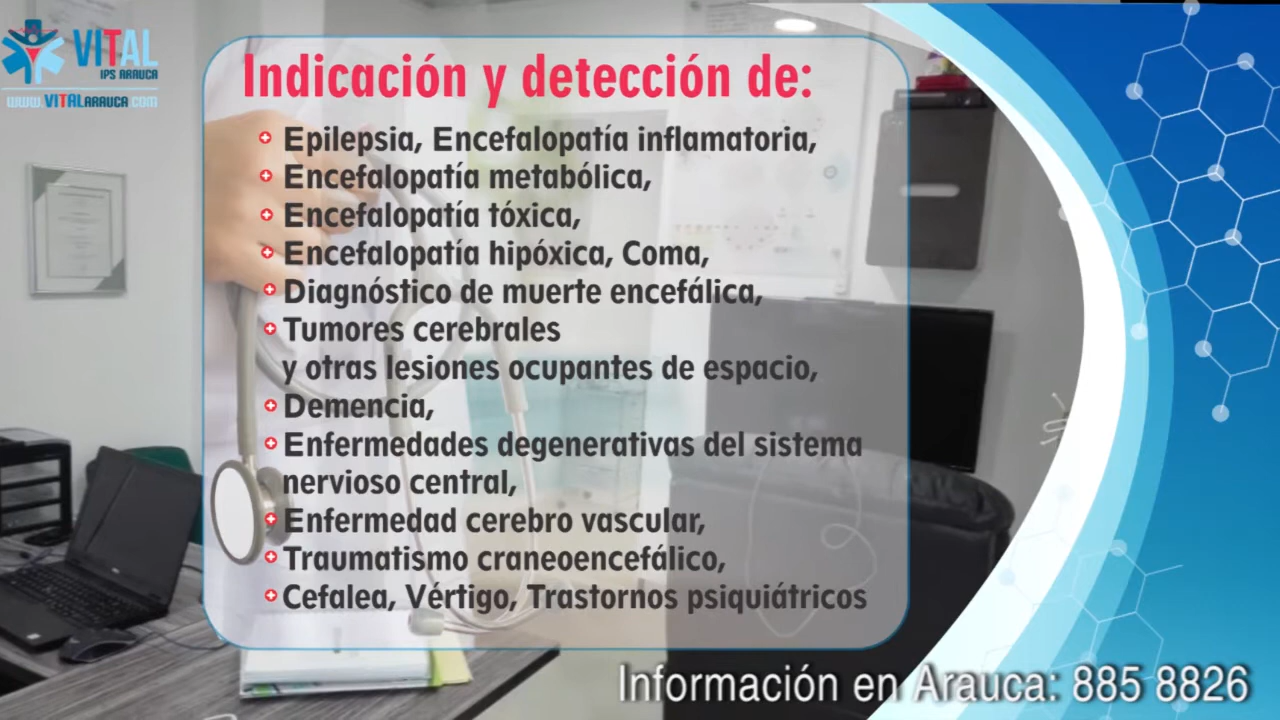 VITAL
IPS ARAUCA
www.VITALARAUCA.COM
Indicación y detección de:
Epilepsia, Encefalopatía inflamatoria,
Encefalopatía metabólica,
Encefalopatía tóxica,
Encefalopatía hipóxica, Coma,
Diagnóstico de muerte encefálica,
Tumores cerebrales
y otras lesiones ocupantes de espacio,
Demencia,
Enfermedades degenerativas del sistema
nervioso central,
Enfermedad cerebro vascular,
Traumatismo craneoencefálico,
Cefalea, Vértigo, Trastornos psiquiátricos
Información en Arauca: 885 8826